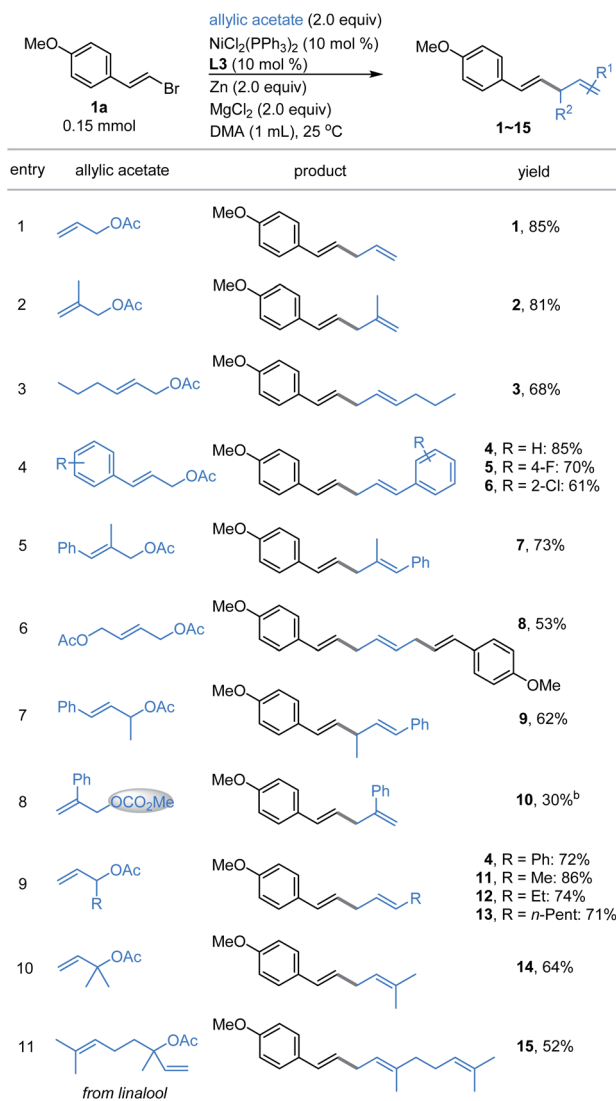 allylic acetate (2.0 equiv)
NiCl2(PPh3)2 (10 mol %)
L3 (10 mol %)
Zn (2.0 equiv)
MgCl2 (2.0 equiv)
DMA (1 mL), 25 °C
MeO
Br
1a
0.15 mmol
MeO
R1
R2
1~15
entry allylic acetate product yield
1 OAc MeO 1, 85%
2 OAc MeO 2, 81%
3 OAc MeO 3, 68%
4 R OAc MeO R 4, R = H: 85%
5, R = 4-F: 70%
6, R = 2-Cl: 61%
5 Ph OAc MeO Ph 7, 73%
6 AcO OAc MeO OMe 8, 53%
7 Ph OAc MeO Ph 9, 62%
8 Ph OCO2Me MeO Ph 10, 30%b
9 OAc R MeO R 4, R = Ph: 72%
11, R = Me: 86%
12, R = Et: 74%
13, R = n-Pent: 71%
10 OAc MeO 14, 64%
11 OAc MeO 15, 52%
from linalool